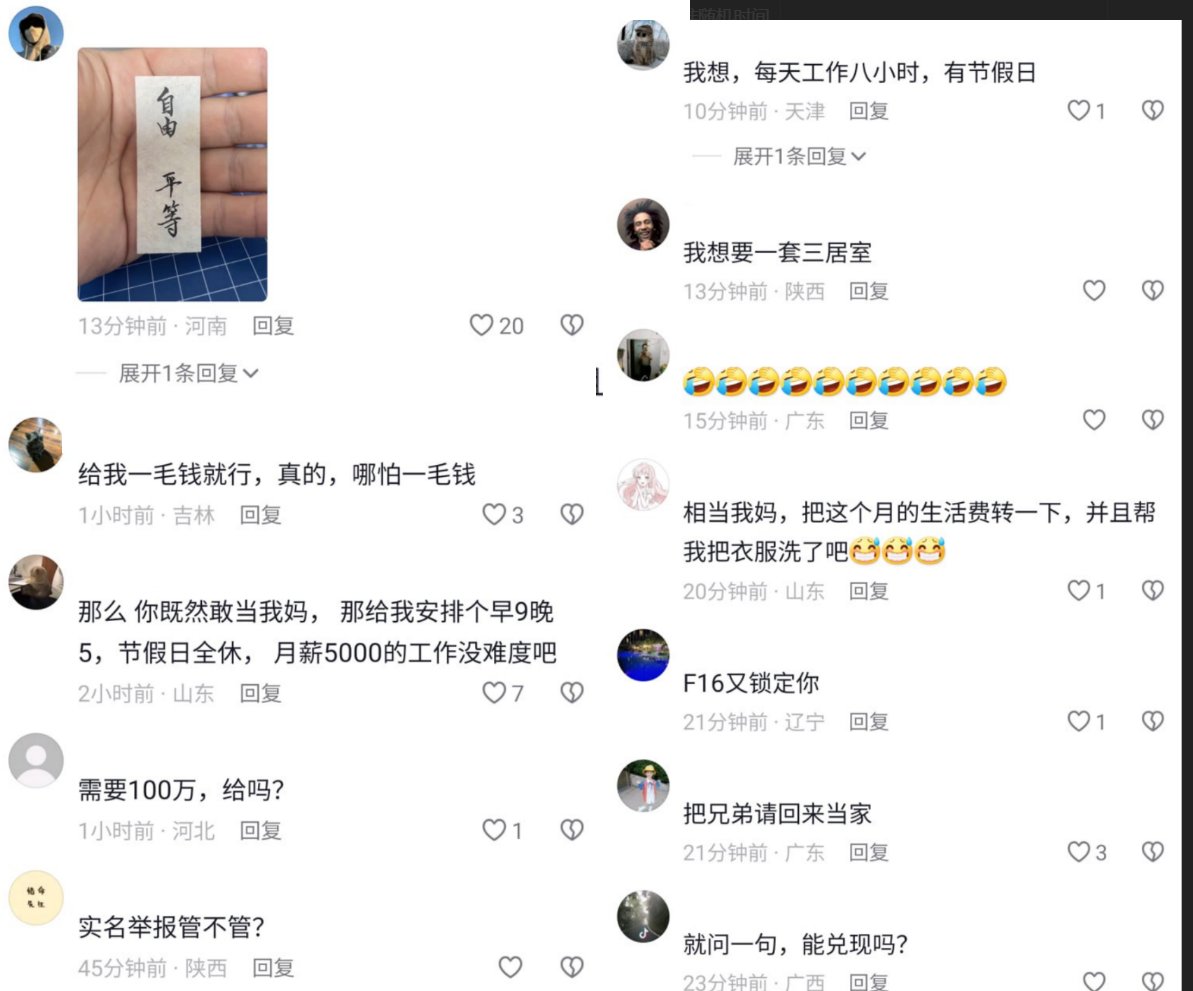 自由
平等
13分钟前 · 河南 回复
20
展开1条回复
给我一毛钱就行，真的，哪怕一毛钱
1小时前 · 吉林 回复
3
那么 你既然敢当我妈， 那给我安排个早9晚
5，节假日全休， 月薪5000的工作没难度吧
2小时前 · 山东 回复
7
需要100万，给吗？
1小时前 · 河北 回复
1
实名举报管不管？
45分钟前 · 陕西 回复
随机时间
我想，每天工作八小时，有节假日
10分钟前 · 天津 回复
1
展开1条回复
我想要一套三居室
13分钟前 · 陕西 回复
🤣🤣🤣🤣🤣🤣🤣🤣🤣🤣
15分钟前 · 广东 回复
相当我妈，把这个月的生活费转一下，并且帮
我把衣服洗了吧😅😅😅
20分钟前 · 山东 回复
1
F16又锁定你
21分钟前 · 辽宁 回复
1
把兄弟请回来当家
21分钟前 · 广东 回复
3
就问一句，能兑现吗？
23分钟前 · 广西 回复